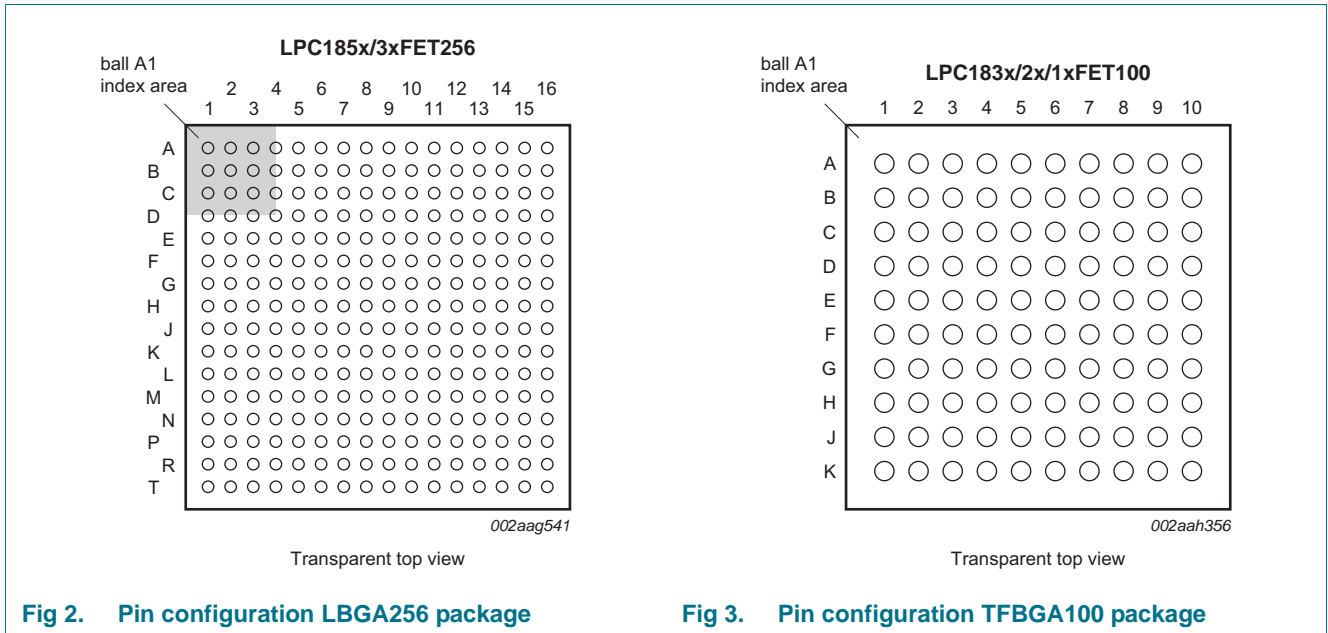 LPC185x/3xFET256
ball A1
index area
2 4 6 8 10 12 14 16
1 3 5 7 9 11 13 15
A
B
C
D
E
F
G
H
J
K
L
M
N
P
R
T
002aag541
Transparent top view
Fig 2. Pin configuration LBGA256 package
LPC183x/2x/1xFET100
ball A1
index area
1 2 3 4 5 6 7 8 9 10
A
B
C
D
E
F
G
H
J
K
002aah356
Transparent top view
Fig 3. Pin configuration TFBGA100 package